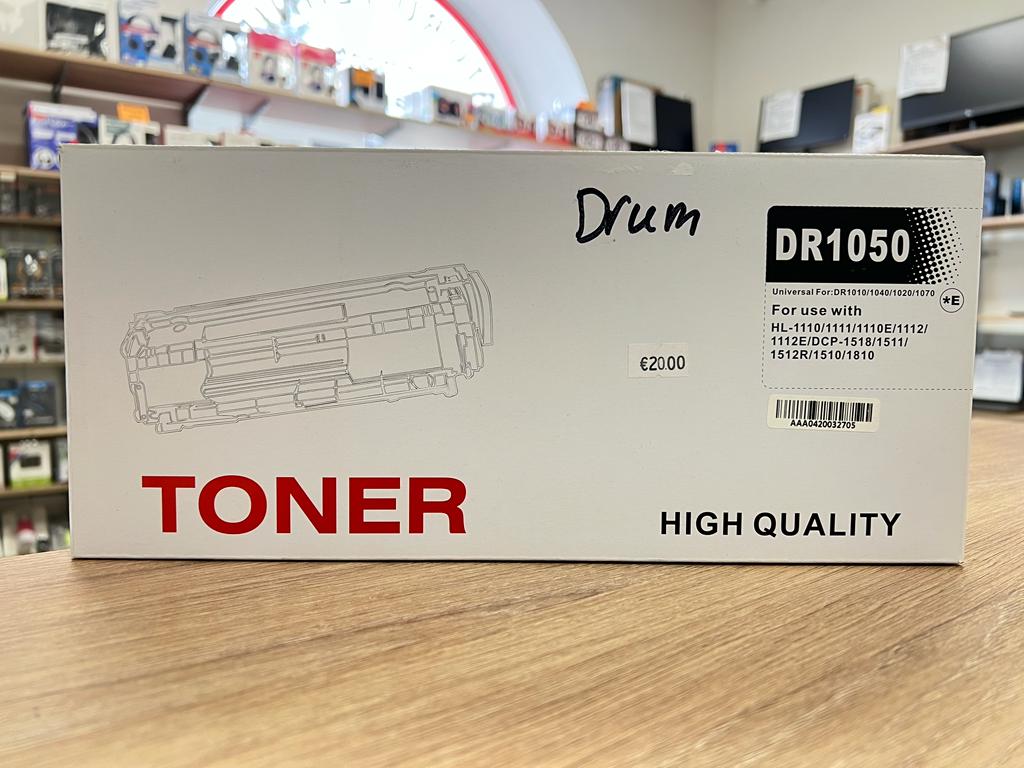 Drum
DR1050
Universal For:DR1010/1040/1020/1070
*E
For use with
HL-1110/1111/1110E/1112/
1112E/DCP-1518/1511/
1512R/1510/1810
€20.00
AAA0420032705
TONER
HIGH QUALITY